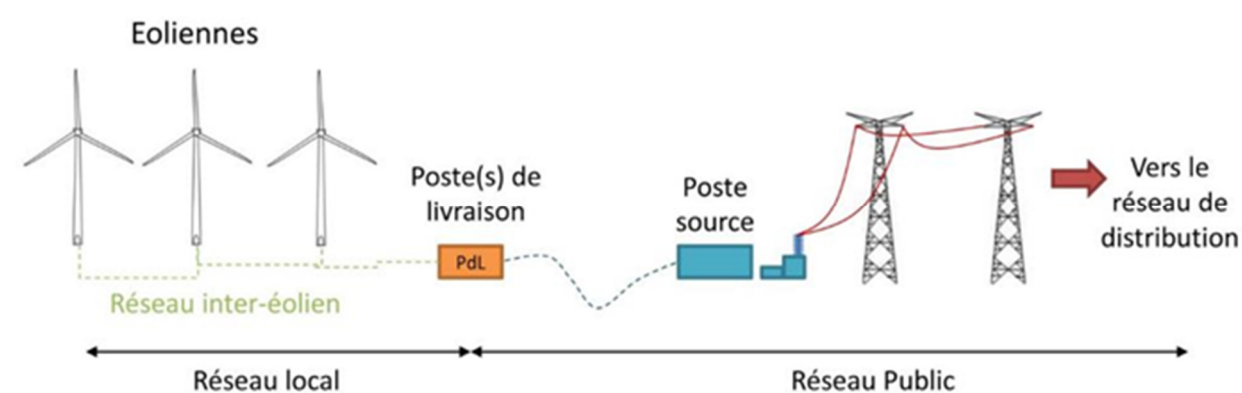 Eoliennes
Poste(s) de
livraison
PdL
Réseau inter-éolien
Poste
source
Vers le
réseau de
distribution
Réseau local
Réseau Public